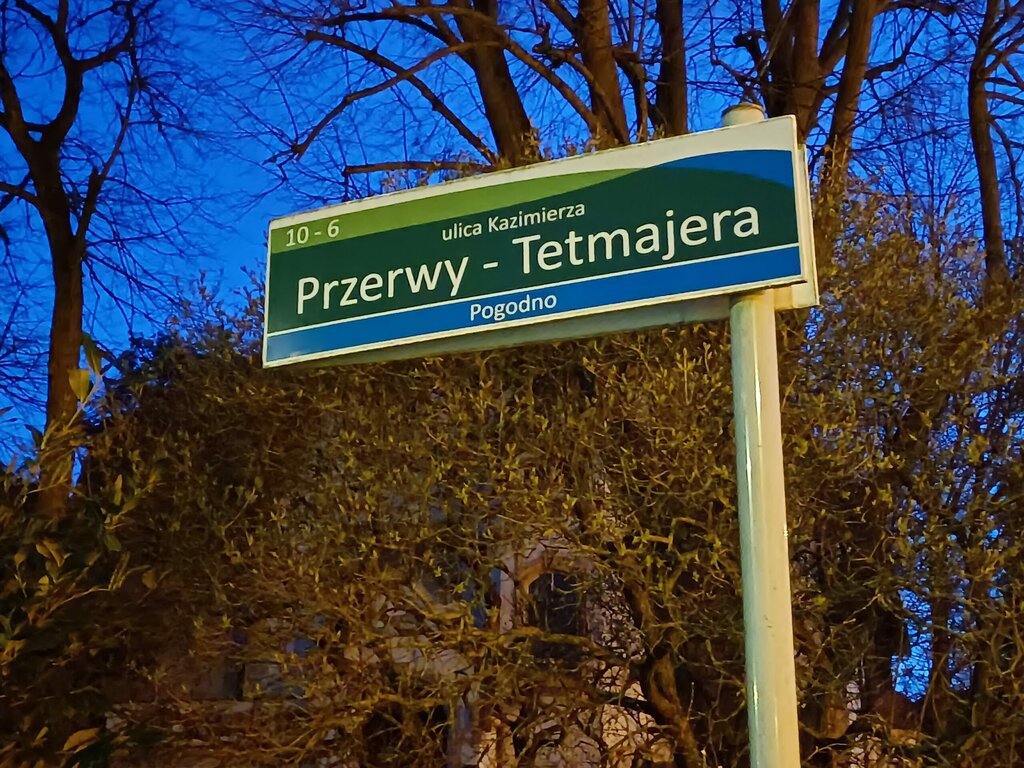 10 - 6
ulica Kazimierza
Przerwy - Tetmajera
Pogodno